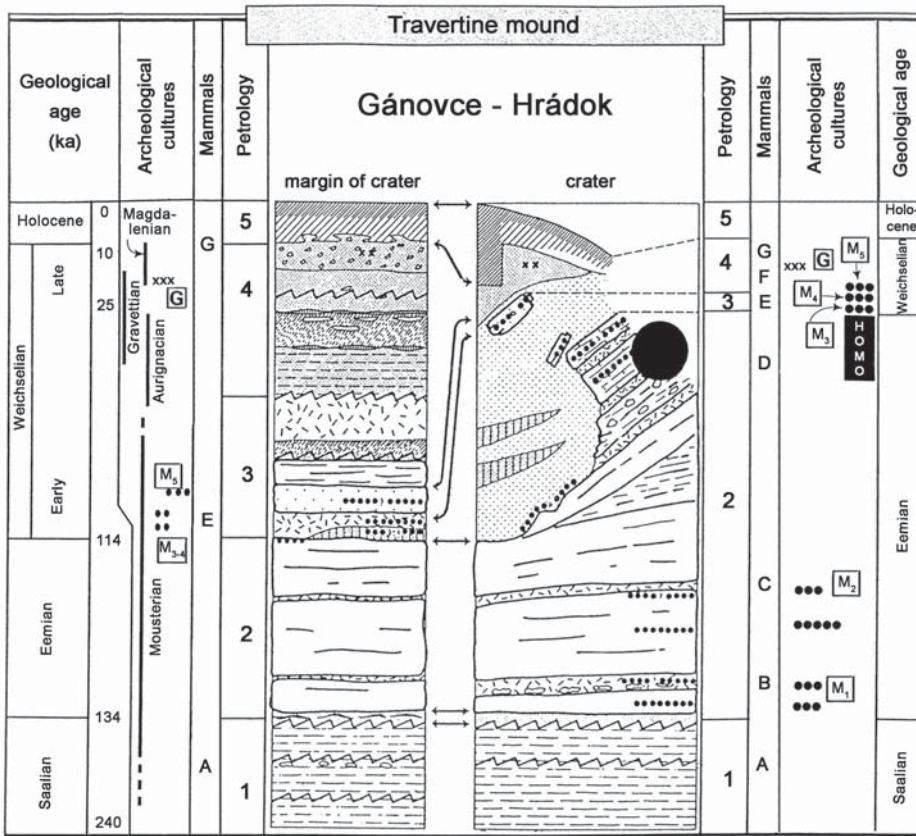 Travertine mound
Gánovce - Hrádok
Geological
age
(ka)
Archeological
cultures
Mammals
Petrology
margin of crater
crater
Petrology
Mammals
Archeological
cultures
Geological age
Holocene
Weichselian
Late
Early
Eemian
Saalian
0
10
25
114
134
240
Magda-
lenian
xxx
G
Gravettian
Aurignacian
M5
M3-4
Mousterian
G
E
A
5
4
3
2
1
x x
x x
5
4
3
2
1
G
F
E
D
C
B
A
xxx
G
M5
M4
M3
HOMO
M2
M1
Holo-
cene
Weichselian
Eemian
Saalian